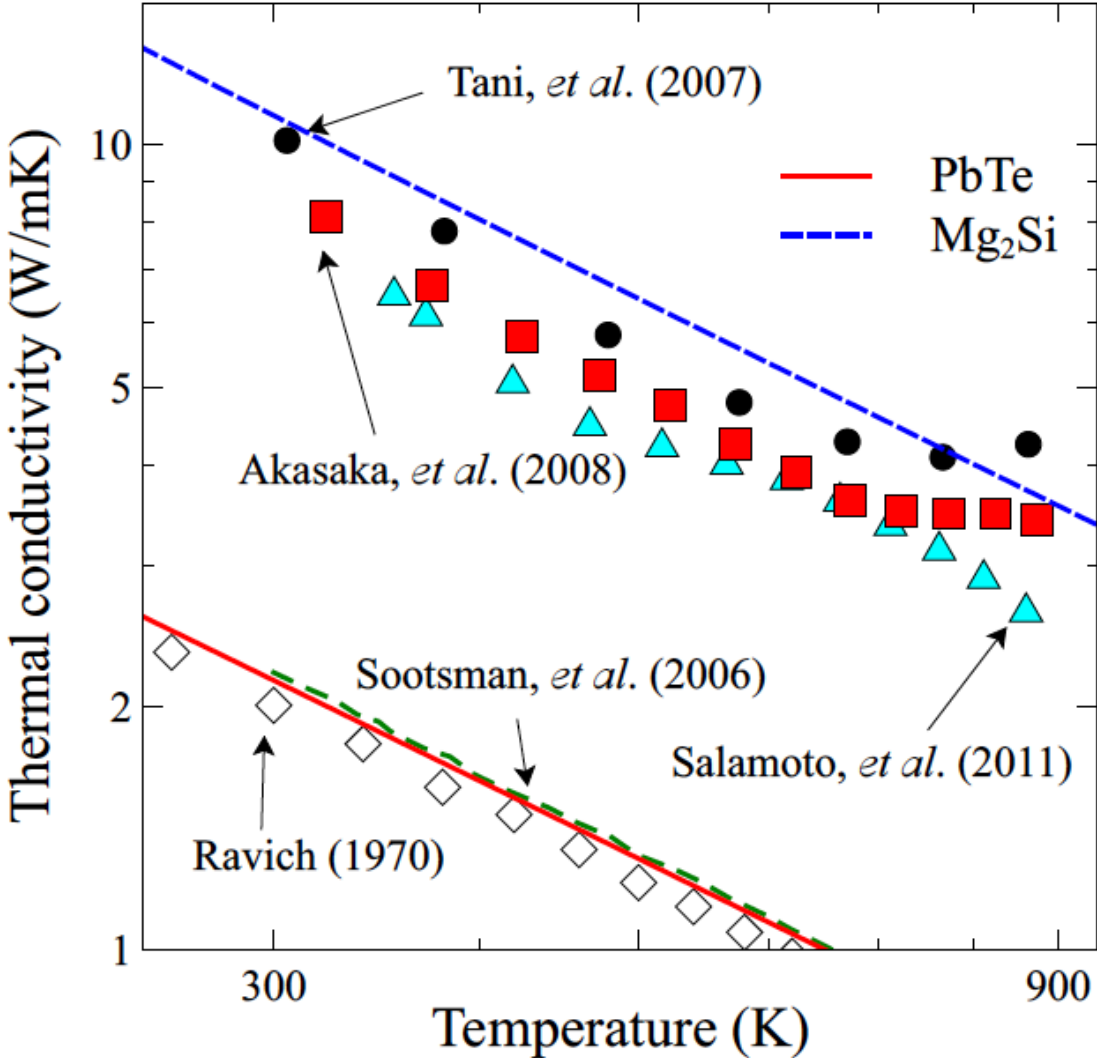 Tani, et al. (2007)
10
PbTe
Mg₂Si
Thermal conductivity (W/mK)
5
Akasaka, et al. (2008)
Sootsman, et al. (2006)
2
Salamoto, et al. (2011)
Ravich (1970)
1
300
900
Temperature (K)